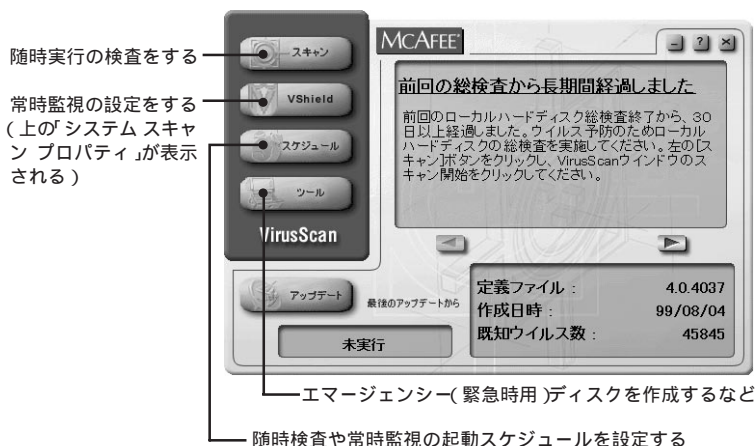 随時実行の検査をする
常時監視の設定をする
(上の「システム スキャ
ン プロパティ」が表示
される)
スキャン
VShield
スケジュール
ツール
VirusScan
McAFEE
前回の総検査から長期間経過しました
前回のローカルハードディスク総検査終了から、30
日以上経過しました。ウイルス予防のためローカル
ハードディスクの総検査を実施してください。左の[ス
キャン]ボタンをクリックし、VirusScanウインドウのス
キャン開始をクリックしてください。
アップデート
最後のアップデートから
未実行
定義ファイル : 4.0.4037
作成日時 : 99/08/04
既知ウイルス数 : 45845
エマージェンシー(緊急時用)ディスクを作成するなど
随時検査や常時監視の起動スケジュールを設定する